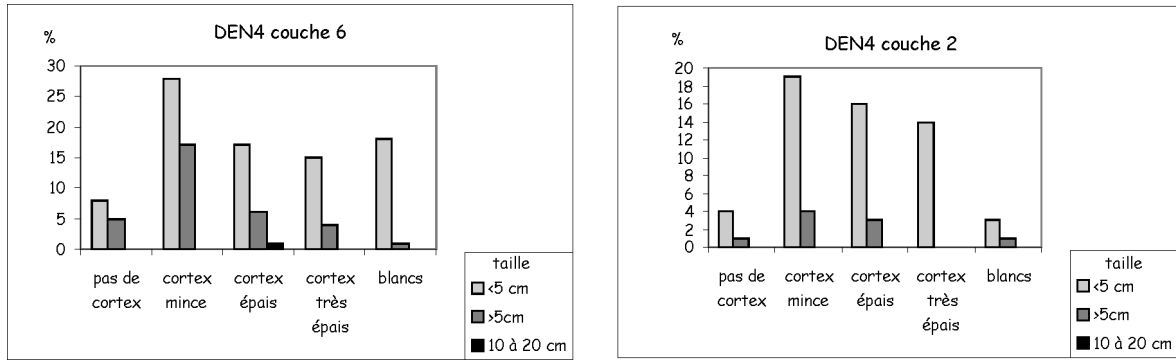 DEN4 couche 6
%
30
25
20
15
10
5
0
pas de
cortex
cortex
mince
cortex
épais
cortex
très
épais
blancs
taille
<5 cm
>5cm
10 à 20 cm
DEN4 couche 2
%
20
18
16
14
12
10
8
6
4
2
0
pas de
cortex
cortex
mince
cortex
épais
cortex
très
épais
blancs
taille
<5 cm
>5cm
10 à 20 cm